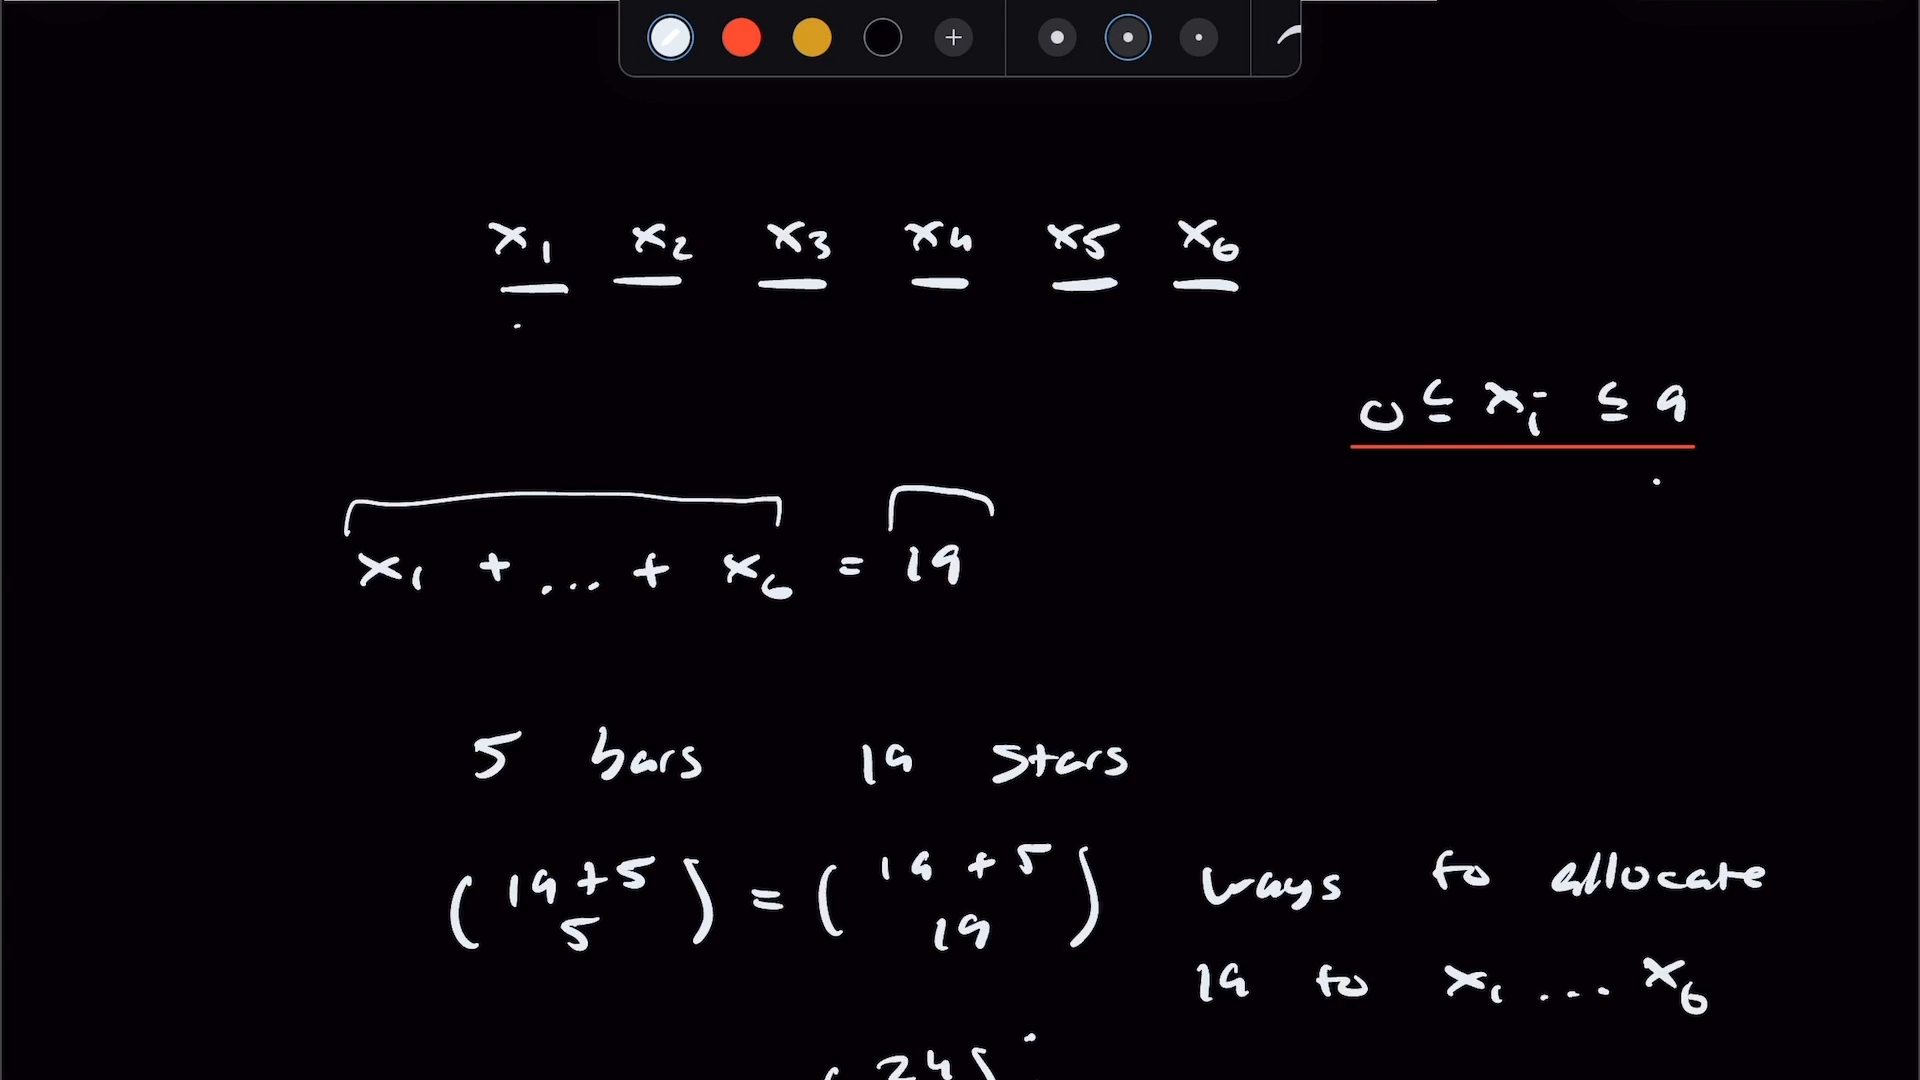 x₁ x₂ x₃ x₄ x₅ x₆
0 ≤ xᵢ ≤ 9
x₁ + ... + x₆ = 19
5 bars 19 stars
(19+5 5) = (19+5 19) ways to allocate
19 to x₁ ... x₆
(24)